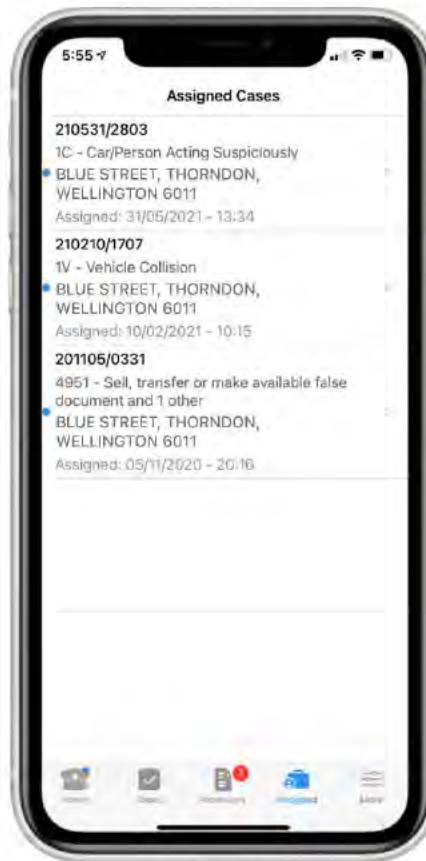 5:55
Assigned Cases
210531/2803
1C - Car/Person Acting Suspiciously
BLUE STREET, THORNDON,
WELLINGTON 6011
Assigned: 31/05/2021 - 13:34
210210/1707
1V - Vehicle Collision
BLUE STREET, THORNDON,
WELLINGTON 6011
Assigned: 10/02/2021 - 10:15
201105/0331
4951 - Sell, transfer or make available false
document and 1 other
BLUE STREET, THORNDON,
WELLINGTON 6011
Assigned: 05/11/2020 - 20:16
Assigned
More